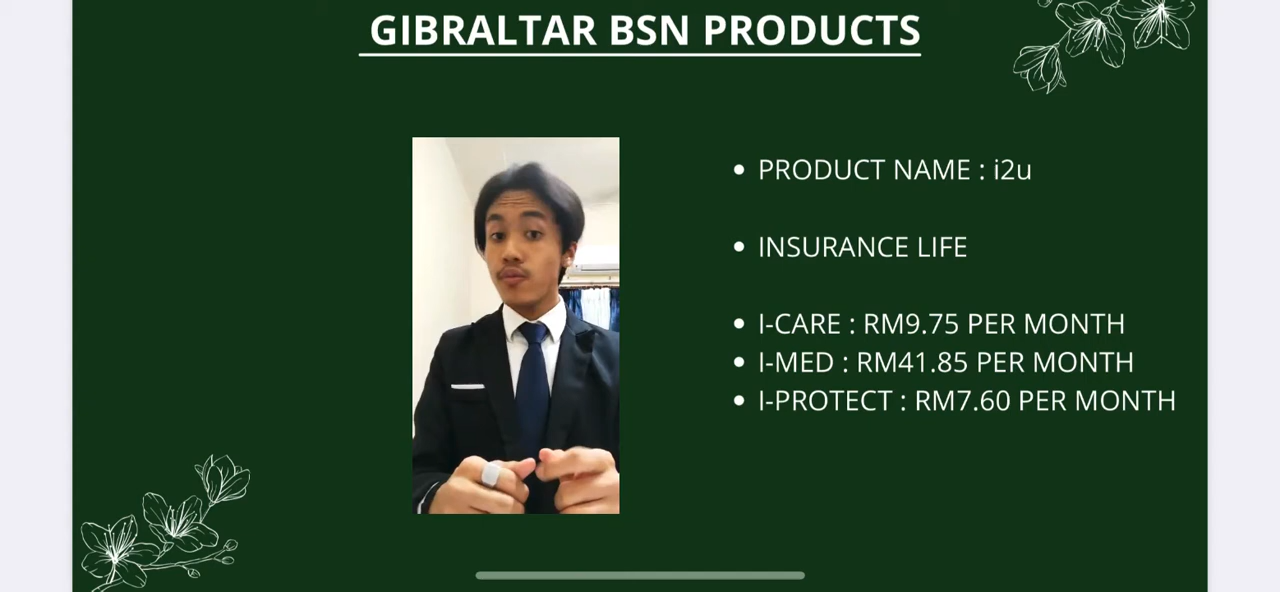 GIBRALTAR BSN PRODUCTS
PRODUCT NAME : i2u
INSURANCE LIFE
I-CARE : RM9.75 PER MONTH
I-MED : RM41.85 PER MONTH
I-PROTECT : RM7.60 PER MONTH